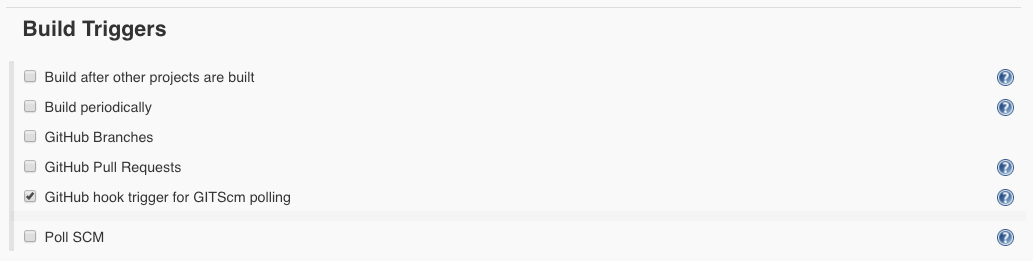 Build Triggers
Build after other projects are built
?
Build periodically
?
GitHub Branches
GitHub Pull Requests
?
GitHub hook trigger for GITScm polling
?
Poll SCM
?